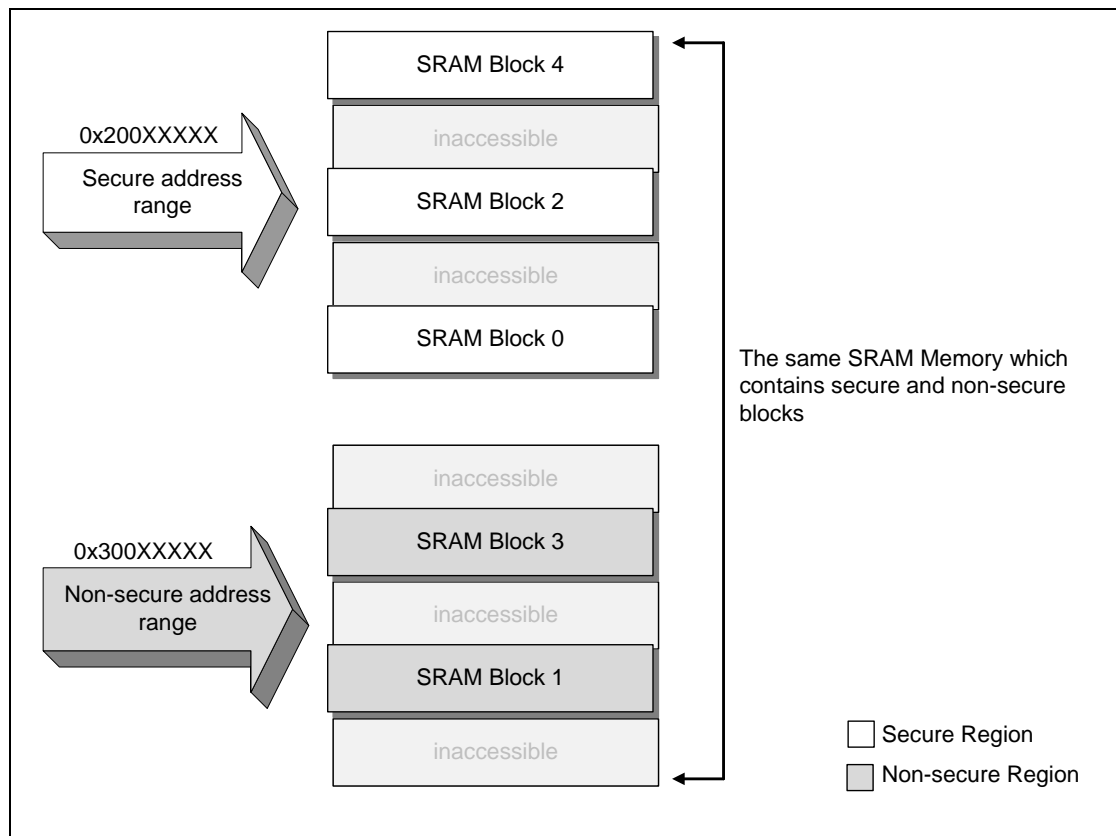 SRAM Block 4
inaccessible
0x200XXXXX
Secure address
range
SRAM Block 2
inaccessible
SRAM Block 0
The same SRAM Memory which
contains secure and non-secure
blocks
inaccessible
SRAM Block 3
0x300XXXXX
Non-secure address
range
inaccessible
SRAM Block 1
inaccessible
Secure Region
Non-secure Region